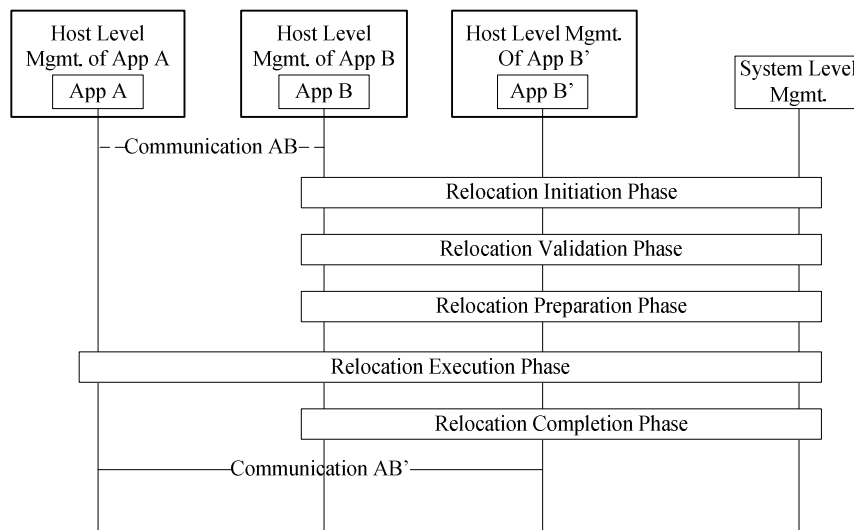 Host Level
Mgmt. of App A
App A
Host Level
Mgmt. of App B
App B
Host Level Mgmt.
Of App B’
App B’
System Level
Mgmt.
Communication AB
Relocation Initiation Phase
Relocation Validation Phase
Relocation Preparation Phase
Relocation Execution Phase
Relocation Completion Phase
Communication AB’